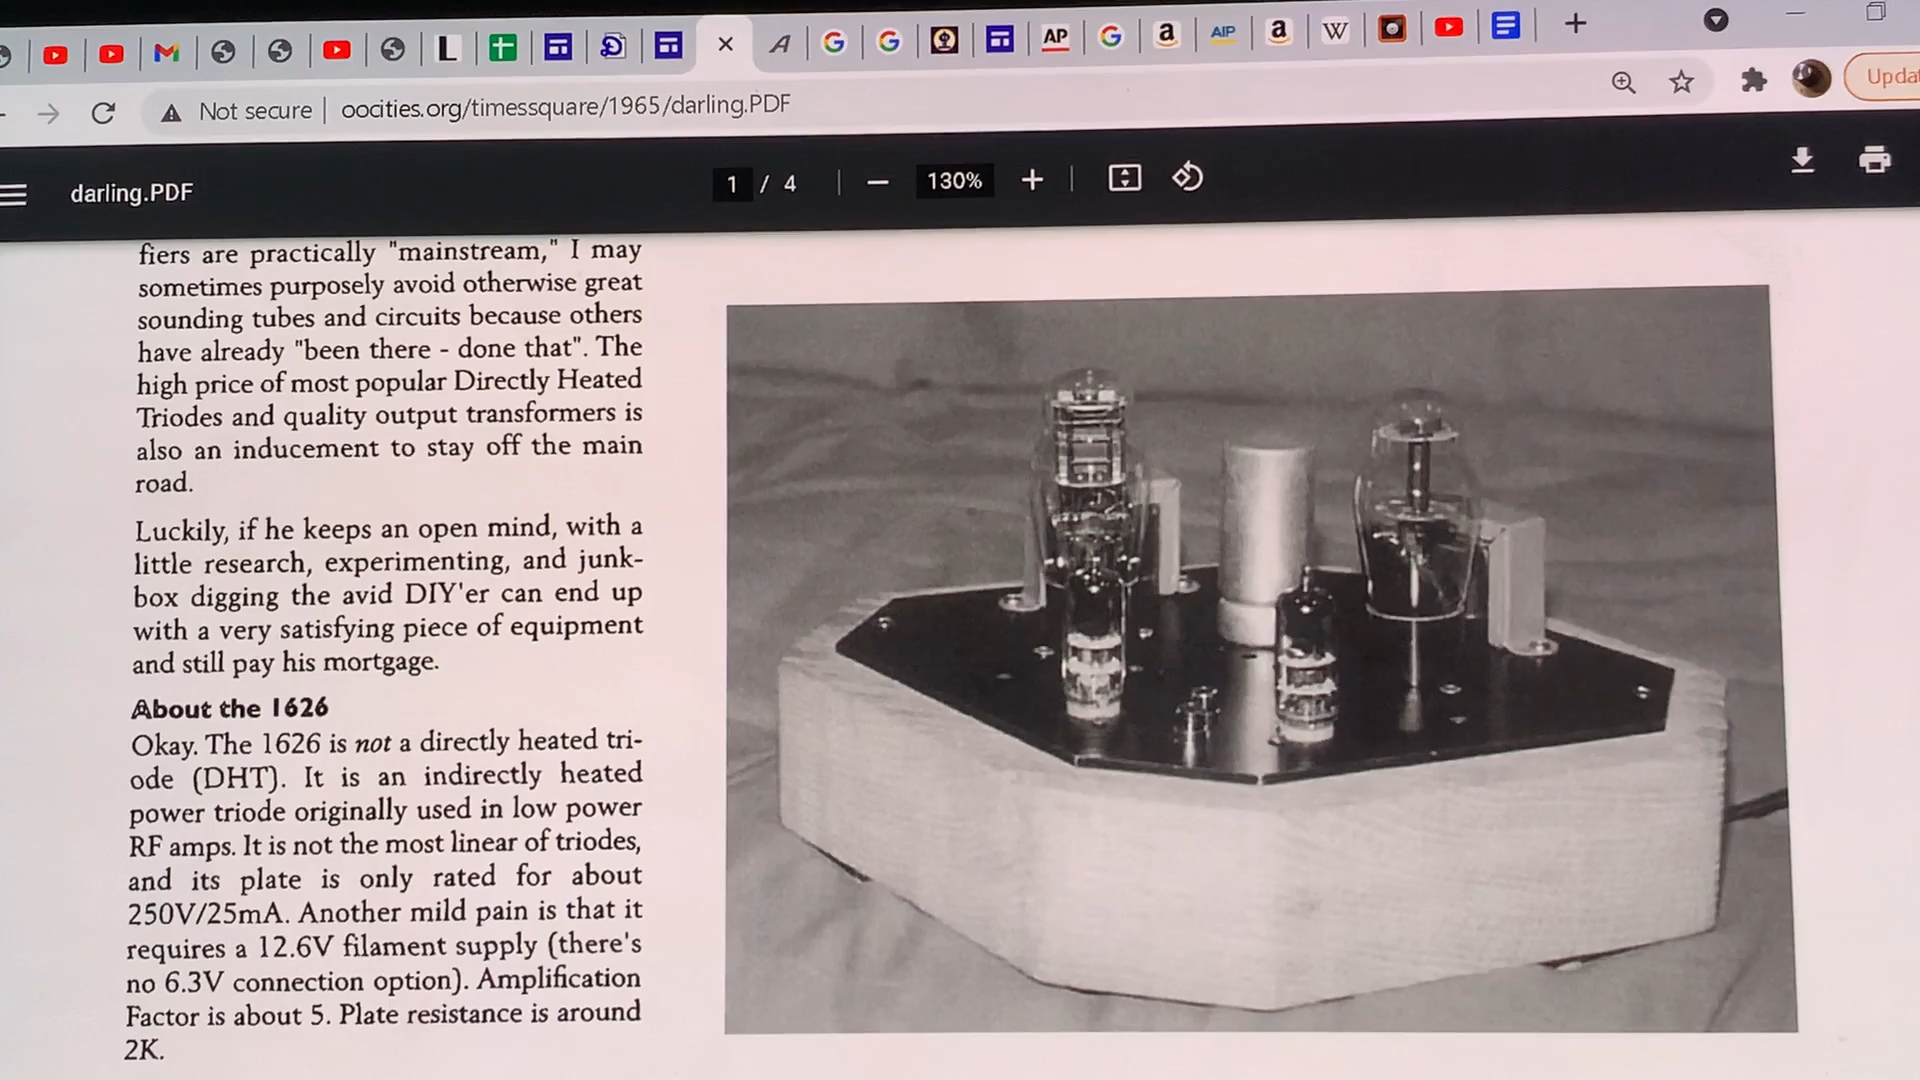 L
A
AP
a
AIP
a
W
Not secure | oocities.org/timessquare/1965/darling.PDF
Updat
darling.PDF
1 / 4
130%
fiers are practically "mainstream," I may
sometimes purposely avoid otherwise great
sounding tubes and circuits because others
have already "been there - done that". The
high price of most popular Directly Heated
Triodes and quality output transformers is
also an inducement to stay off the main
road.
Luckily, if he keeps an open mind, with a
little research, experimenting, and junk-
box digging the avid DIY'er can end up
with a very satisfying piece of equipment
and still pay his mortgage.
About the 1626
Okay. The 1626 is not a directly heated tri-
ode (DHT). It is an indirectly heated
power triode originally used in low power
RF amps. It is not the most linear of triodes,
and its plate is only rated for about
250V/25mA. Another mild pain is that it
requires a 12.6V filament supply (there's
no 6.3V connection option). Amplification
Factor is about 5. Plate resistance is around
2K.